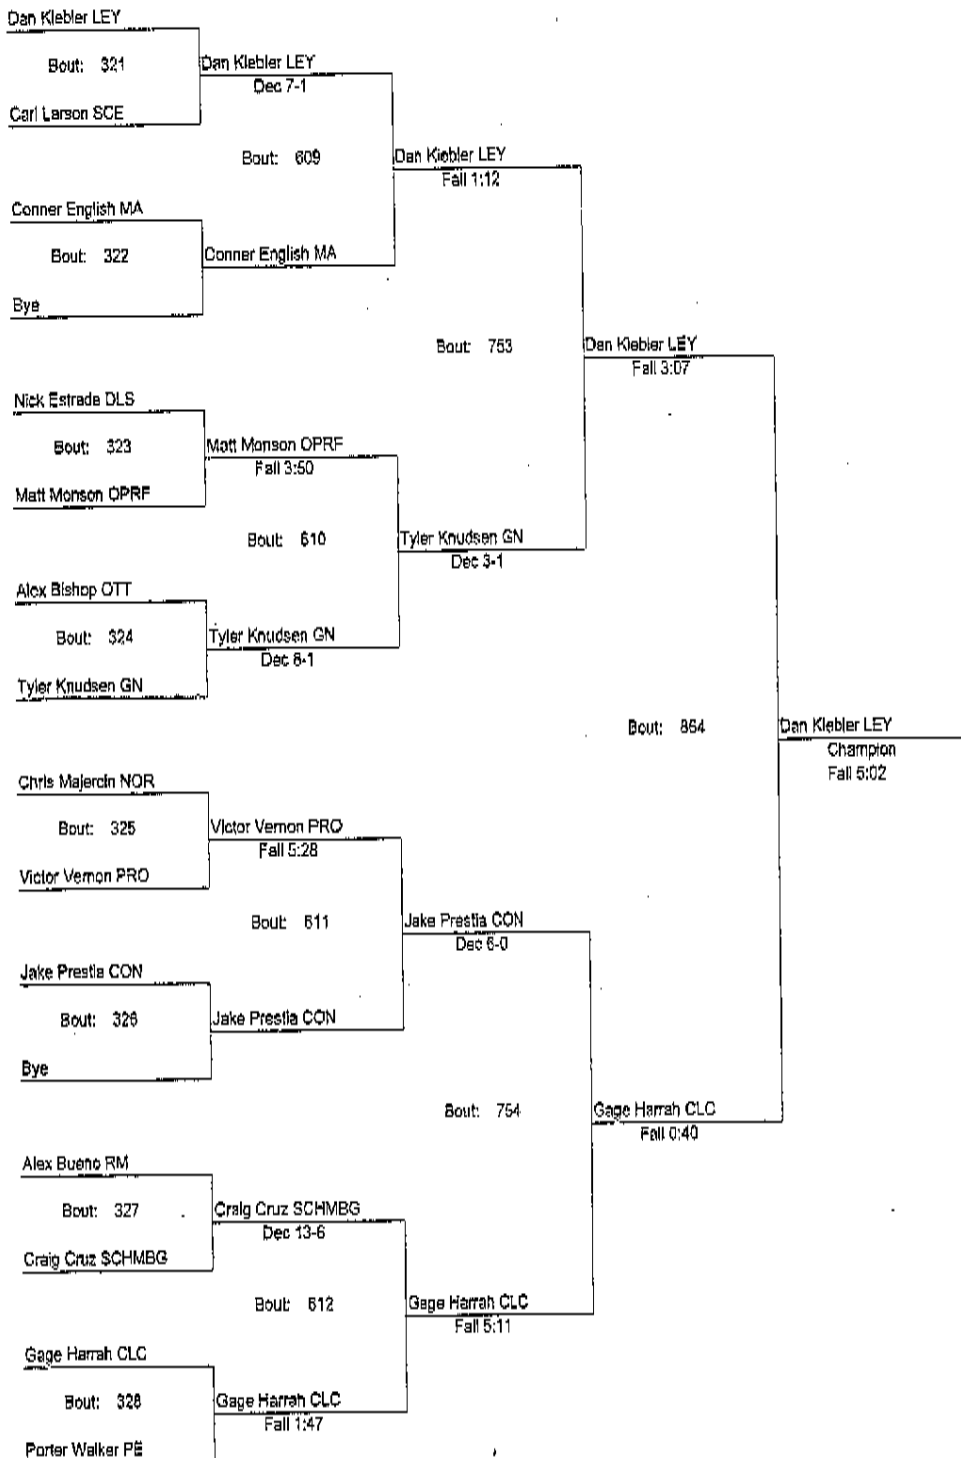 Dan Klebler LEY
Bout: 321
Dan Klebler LEY
Dec 7-1
Carl Larson SCE
Bout: 609
Dan Klebler LEY
Fall 1:12
Conner English MA
Bout: 322
Conner English MA
Bye
Bout: 753
Dan Klebler LEY
Fall 3:07
Nick Estrada DLS
Bout: 323
Matt Monson OPRF
Fall 3:50
Matt Monson OPRF
Bout: 610
Tyler Knudsen GN
Dec 3-1
Alex Bishop OTT
Bout: 324
Tyler Knudsen GN
Dec 8-1
Tyler Knudsen GN
Bout: 864
Dan Klebler LEY
Champion
Fall 5:02
Chris Majercin NOR
Bout: 325
Victor Vernon PRO
Fall 5:28
Victor Vernon PRO
Bout: 611
Jake Prestia CON
Dec 6-0
Jake Prestia CON
Bout: 326
Jake Prestia CON
Bye
Bout: 754
Gage Harrah CLC
Fall 0:40
Alex Bueno RM
Bout: 327
Craig Cruz SCHMBG
Dec 13-6
Craig Cruz SCHMBG
Bout: 612
Gage Harrah CLC
Fall 5:11
Gage Harrah CLC
Bout: 328
Gage Harrah CLC
Fall 1:47
Porter Walker PE